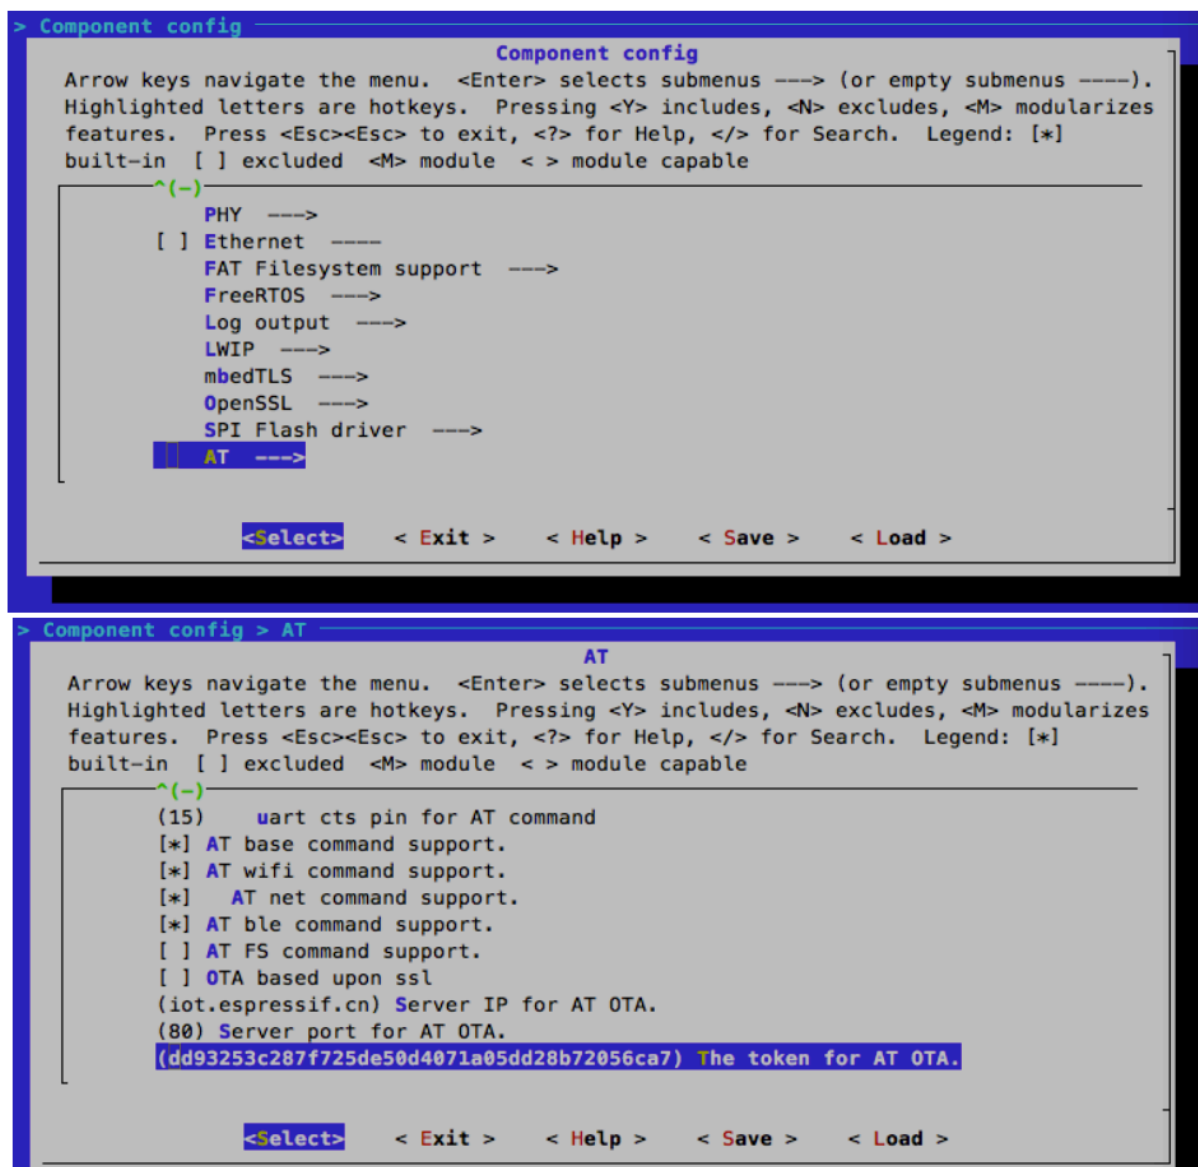 > Component config
Component config
Arrow keys navigate the menu.  <Enter> selects submenus ---> (or empty submenus ----).
Highlighted letters are hotkeys.  Pressing <Y> includes, <N> excludes, <M> modularizes
features.  Press <Esc><Esc> to exit, <?> for Help, </> for Search.  Legend: [*]
built-in  [ ] excluded  <M> module  < > module capable
^(-)
PHY  --->
[ ] Ethernet  ----
FAT Filesystem support  --->
FreeRTOS  --->
Log output  --->
LWIP  --->
mbedTLS  --->
OpenSSL  --->
SPI Flash driver  --->
AT  --->
<Select>    < Exit >    < Help >    < Save >    < Load >
> Component config > AT
AT
Arrow keys navigate the menu.  <Enter> selects submenus ---> (or empty submenus ----).
Highlighted letters are hotkeys.  Pressing <Y> includes, <N> excludes, <M> modularizes
features.  Press <Esc><Esc> to exit, <?> for Help, </> for Search.  Legend: [*]
built-in  [ ] excluded  <M> module  < > module capable
^(-)
(15)    uart cts pin for AT command
[*] AT base command support.
[*] AT wifi command support.
[*]   AT net command support.
[*] AT ble command support.
[ ] AT FS command support.
[ ] OTA based upon ssl
(iot.espressif.cn) Server IP for AT OTA.
(80) Server port for AT OTA.
(dd93253c287f725de50d4071a05dd28b72056ca7) The token for AT OTA.
<Select>    < Exit >    < Help >    < Save >    < Load >